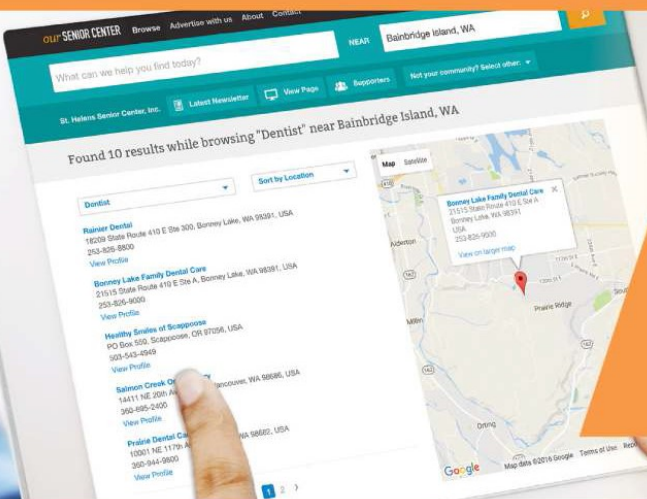 our SENIOR CENTER Browse Advertise with us About Contact
What can we help you find today?
NEAR Bainbridge Island, WA
St. Helens Senior Center, Inc. Latest Newsletter View Page Supporters Not your community? Select other:
Found 10 results while browsing "Dentist" near Bainbridge Island, WA
Dentist
Sort by Location
Rainier Dental
18209 State Route 410 E Ste 300, Bonney Lake, WA 98391, USA
253-826-8800
View Profile
Bonney Lake Family Dental Care
21515 State Route 410 E Ste A, Bonney Lake, WA 98391, USA
253-826-9000
View Profile
Healthy Smiles of Scappoose
PO Box 550, Scappoose, OR 97056, USA
503-543-4949
View Profile
Salmon Creek
14411 NE 20th WA 98686, USA
360-695-2400
View Profile
Prairie Dental
10001 NE 117th WA 98662, USA
360-944-9800
View Profile
1 2
Map Satellite
Bonney Lake Family Dental Care
21515 State Route 410 E Ste A
Bonney Lake, WA 98391
USA
253-826-9000
View on larger map
Alderton
Prairie Ridge
Orting
410
162
162
162
Google Map data ©2016 Google Terms of Use